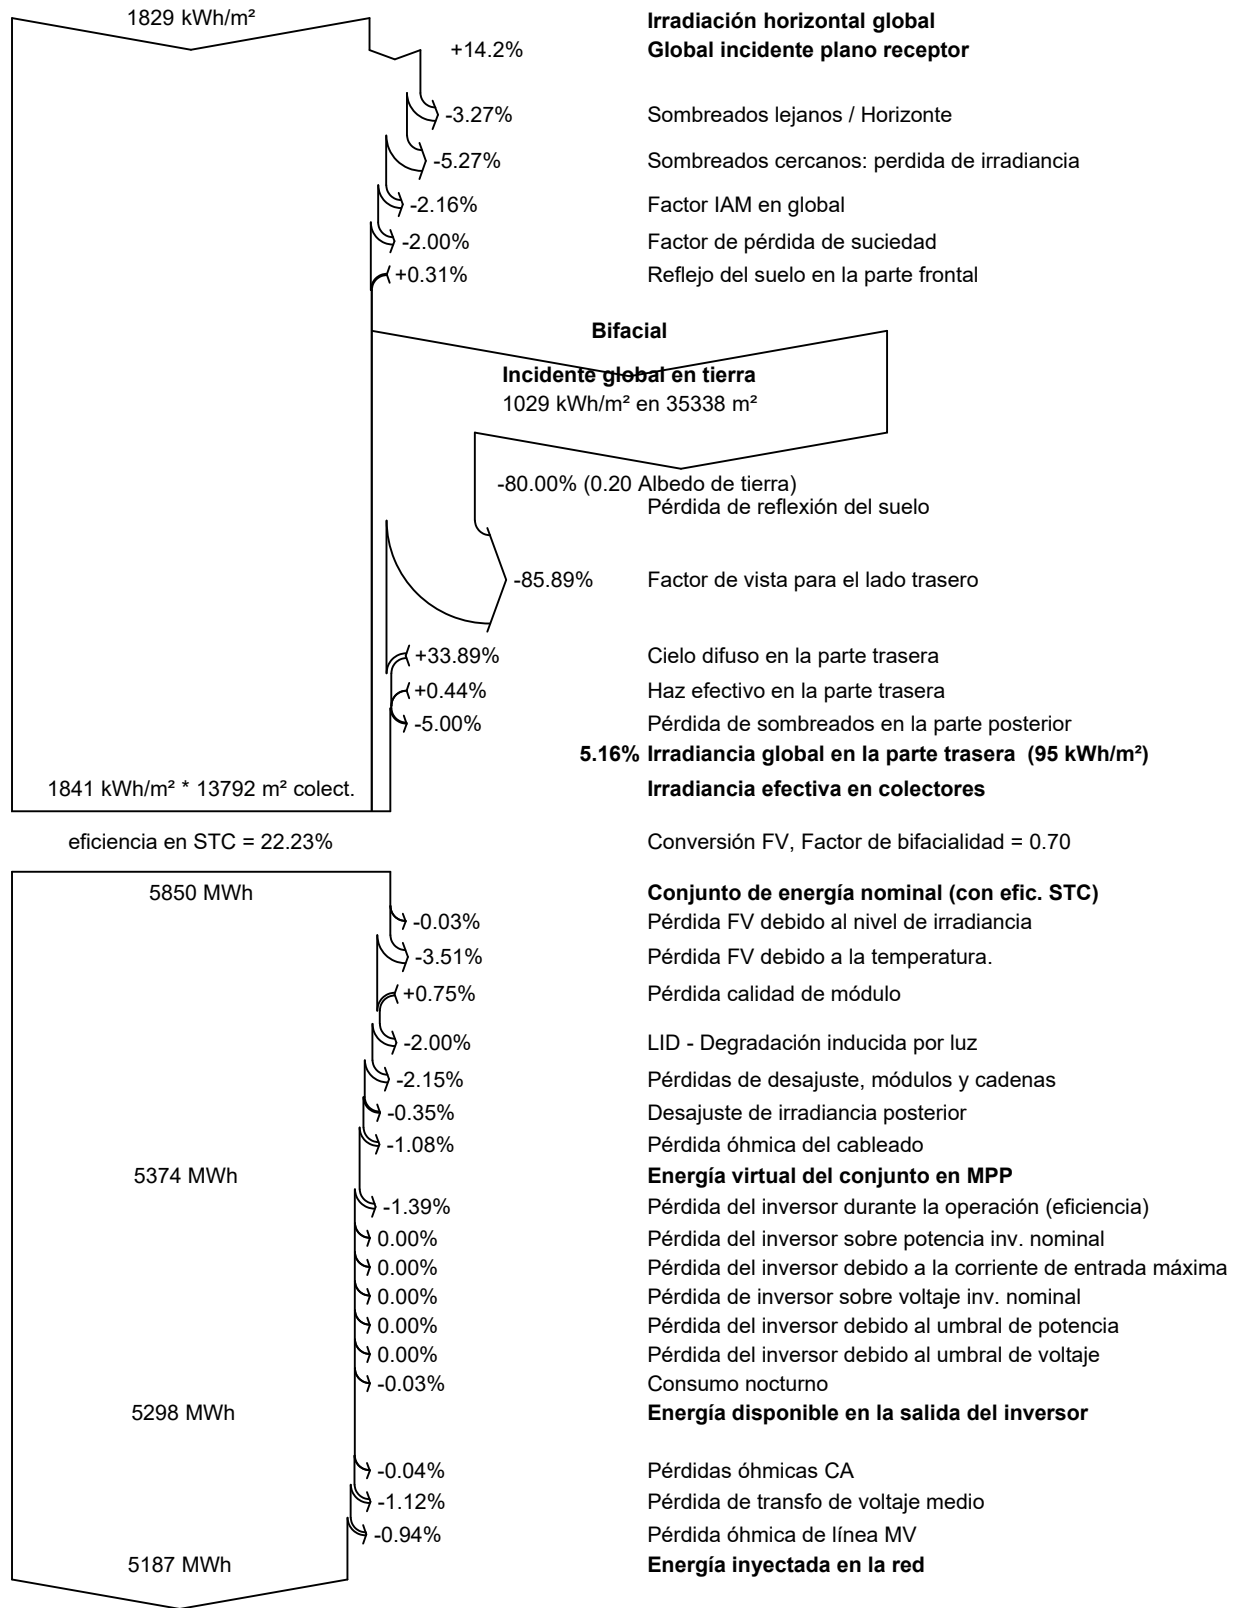 1829 kWh/m² Irradiación horizontal global
+14.2% Global incidente plano receptor
-3.27% Sombreados lejanos / Horizonte
-5.27% Sombreados cercanos: perdida de irradiancia
-2.16% Factor IAM en global
-2.00% Factor de pérdida de suciedad
+0.31% Reflejo del suelo en la parte frontal
Bifacial
Incidente global en tierra
1029 kWh/m² en 35338 m²
-80.00% (0.20 Albedo de tierra)
Pérdida de reflexión del suelo
-85.89% Factor de vista para el lado trasero
+33.89% Cielo difuso en la parte trasera
+0.44% Haz efectivo en la parte trasera
-5.00% Pérdida de sombreados en la parte posterior
5.16% Irradiancia global en la parte trasera (95 kWh/m²)
1841 kWh/m² * 13792 m² colect. Irradiancia efectiva en colectores
eficiencia en STC = 22.23% Conversión FV, Factor de bifacialidad = 0.70
5850 MWh Conjunto de energía nominal (con efic. STC)
-0.03% Pérdida FV debido al nivel de irradiancia
-3.51% Pérdida FV debido a la temperatura.
+0.75% Pérdida calidad de módulo
-2.00% LID - Degradación inducida por luz
-2.15% Pérdidas de desajuste, módulos y cadenas
-0.35% Desajuste de irradiancia posterior
-1.08% Pérdida óhmica del cableado
5374 MWh Energía virtual del conjunto en MPP
-1.39% Pérdida del inversor durante la operación (eficiencia)
0.00% Pérdida del inversor sobre potencia inv. nominal
0.00% Pérdida del inversor debido a la corriente de entrada máxima
0.00% Pérdida de inversor sobre voltaje inv. nominal
0.00% Pérdida del inversor debido al umbral de potencia
0.00% Pérdida del inversor debido al umbral de voltaje
-0.03% Consumo nocturno
5298 MWh Energía disponible en la salida del inversor
-0.04% Pérdidas óhmicas CA
-1.12% Pérdida de transfo de voltaje medio
-0.94% Pérdida óhmica de línea MV
5187 MWh Energía inyectada en la red